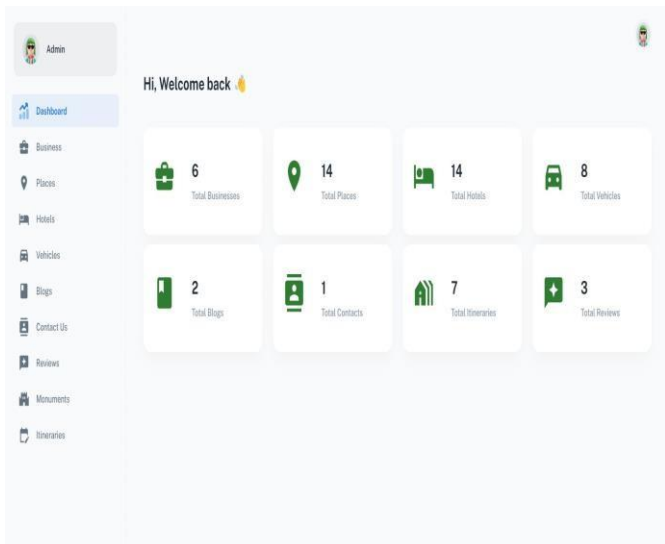 Admin
Dashboard
Business
Places
Hotels
Vehicles
Blogs
Contact Us
Reviews
Monuments
Itineraries
Hi, Welcome back 👋
6
Total Businesses
14
Total Places
14
Total Hotels
8
Total Vehicles
2
Total Blogs
1
Total Contacts
7
Total Itineraries
3
Total Reviews